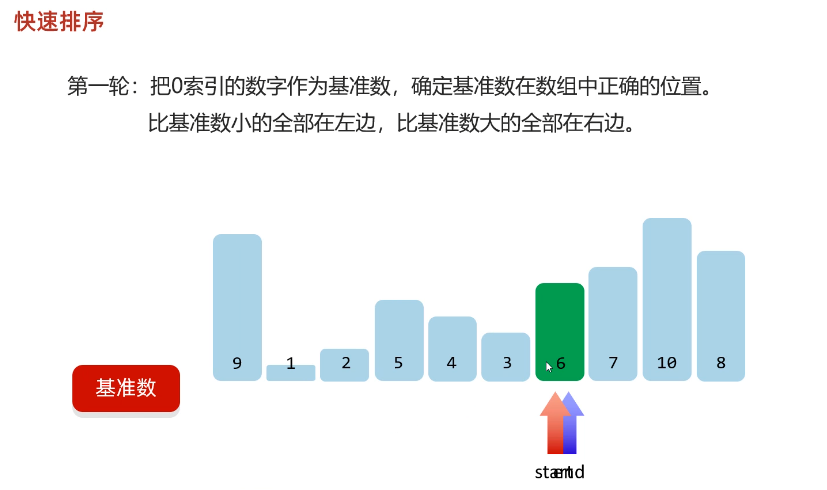 快速排序
第一轮：把0索引的数字作为基准数，确定基准数在数组中正确的位置。
比基准数小的全部在左边，比基准数大的全部在右边。
9 1 2 5 4 3 6 7 10 8
基准数
start end